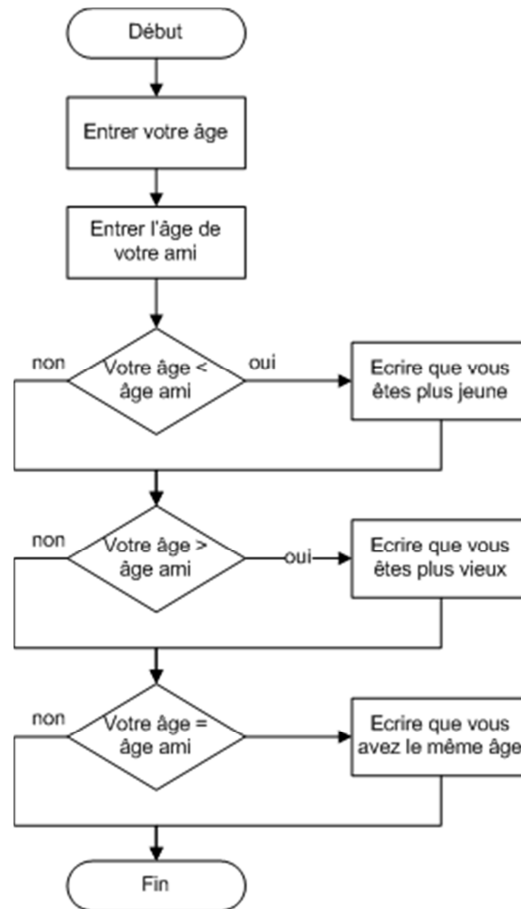 Début
Entrer votre âge
Entrer l'âge de
votre ami
non
Votre âge <
âge ami
oui
Ecrire que vous
êtes plus jeune
non
Votre âge >
âge ami
oui
Ecrire que vous
êtes plus vieux
non
Votre âge =
âge ami
Ecrire que vous
avez le même âge
Fin